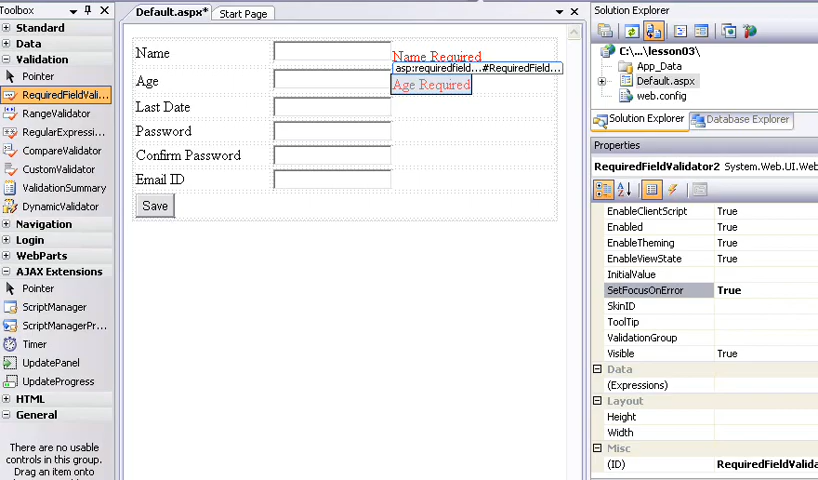 Toolbox
Standard
Data
Validation
Pointer
RequiredFieldVali...
RangeValidator
RegularExpressi...
CompareValidator
CustomValidator
ValidationSummary
DynamicValidator
Navigation
Login
WebParts
AJAX Extensions
Pointer
ScriptManager
ScriptManagerPr...
Timer
UpdatePanel
UpdateProgress
HTML
General
There are no usable
controls in this group.
Drag an item onto
Default.aspx*
Start Page
Name
Name Required
asp:requiredfield...#RequiredField...
Age
Age Required
Last Date
Password
Confirm Password
Email ID
Save
Solution Explorer
C:\...\lesson03\
App_Data
Default.aspx
web.config
Solution Explorer
Database Explorer
Properties
RequiredFieldValidator2 System.Web.UI.Web
EnableClientScript True
Enabled True
EnableTheming True
EnableViewState True
InitialValue
SetFocusOnError True
SkinID
ToolTip
ValidationGroup
Visible True
Data
(Expressions)
Layout
Height
Width
Misc
(ID) RequiredFieldValida